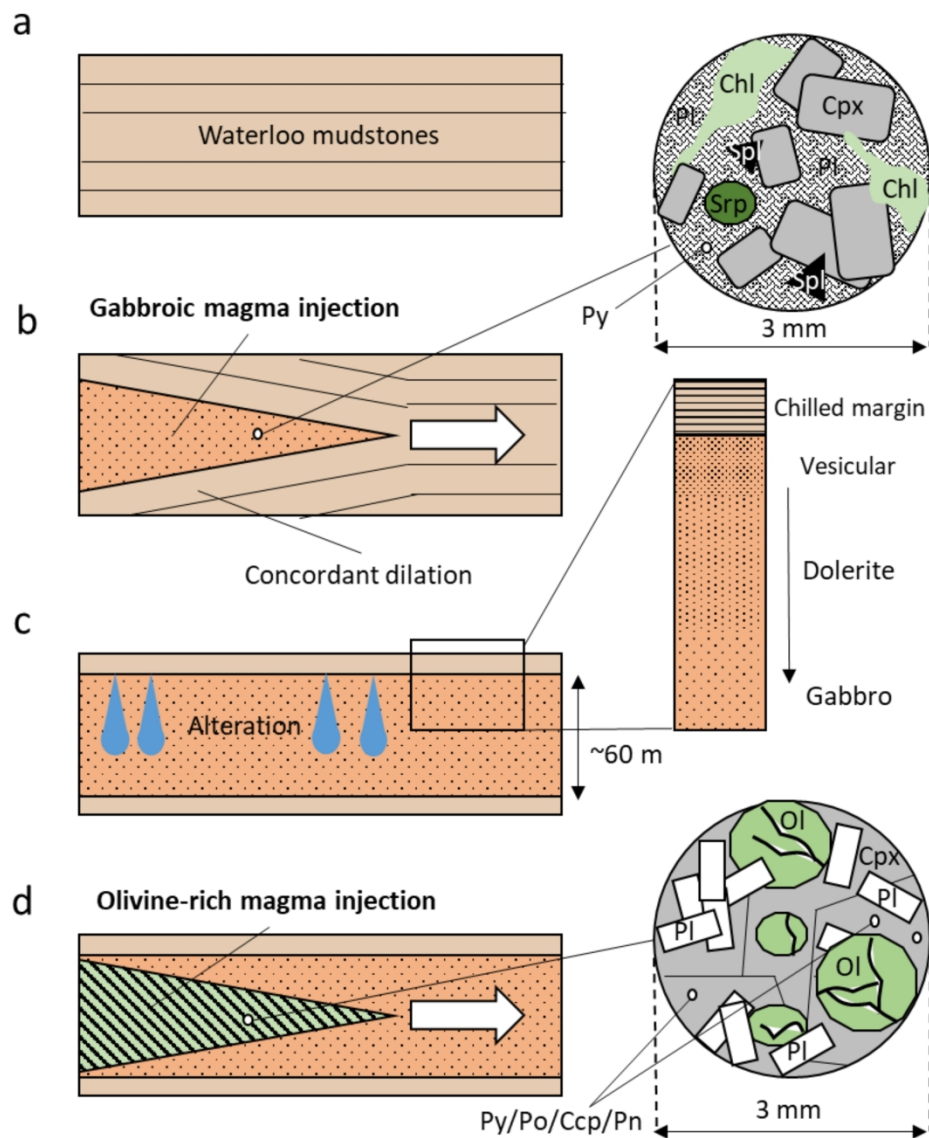 a
Waterloo mudstones
Chl
Cpx
Pl
Spl
Pl
Chl
Srp
Spl
Py
3 mm
b
Gabbroic magma injection
Concordant dilation
Chilled margin
Vesicular
Dolerite
Gabbro
c
Alteration
~60 m
d
Olivine-rich magma injection
Ol
Cpx
Pl
Pl
Ol
Pl
Py/Po/Ccp/Pn
3 mm